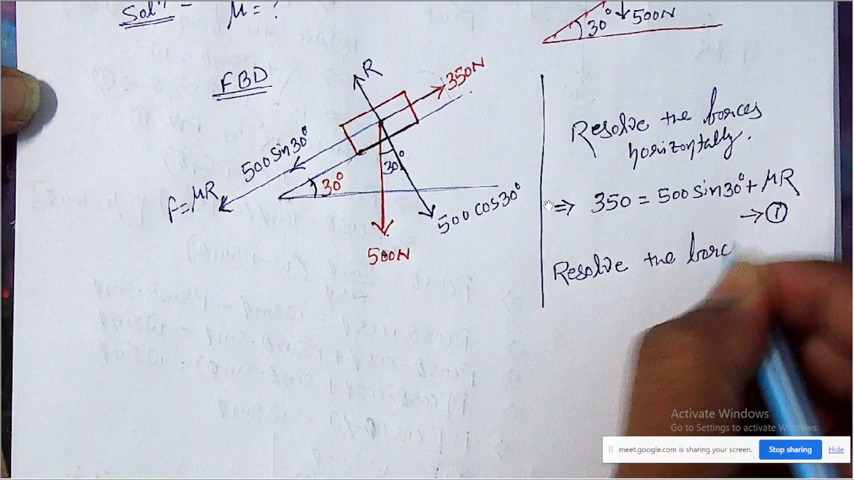 Solⁿ - μ = ?
30° 500N
FBD
R
350N
500 sin30°
30°
30°
F = μR
500 cos30°
500N
Resolve the forces
horizontally.
⇒ 350 = 500 sin30° + μR
→ ①
Resolve the forc
Activate Windows
Go to Settings to activate Windows.
meet.google.com is sharing your screen.
Stop sharing
Hide